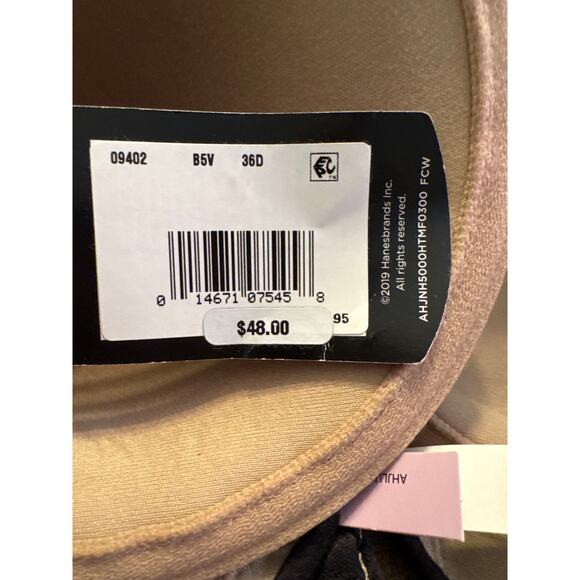 09402 B5V 36D
0 14671 07545 8
$48.00 95
©2019 Hanesbrands Inc.
All rights reserved.
AHJNH5000HTMF0300 FCW